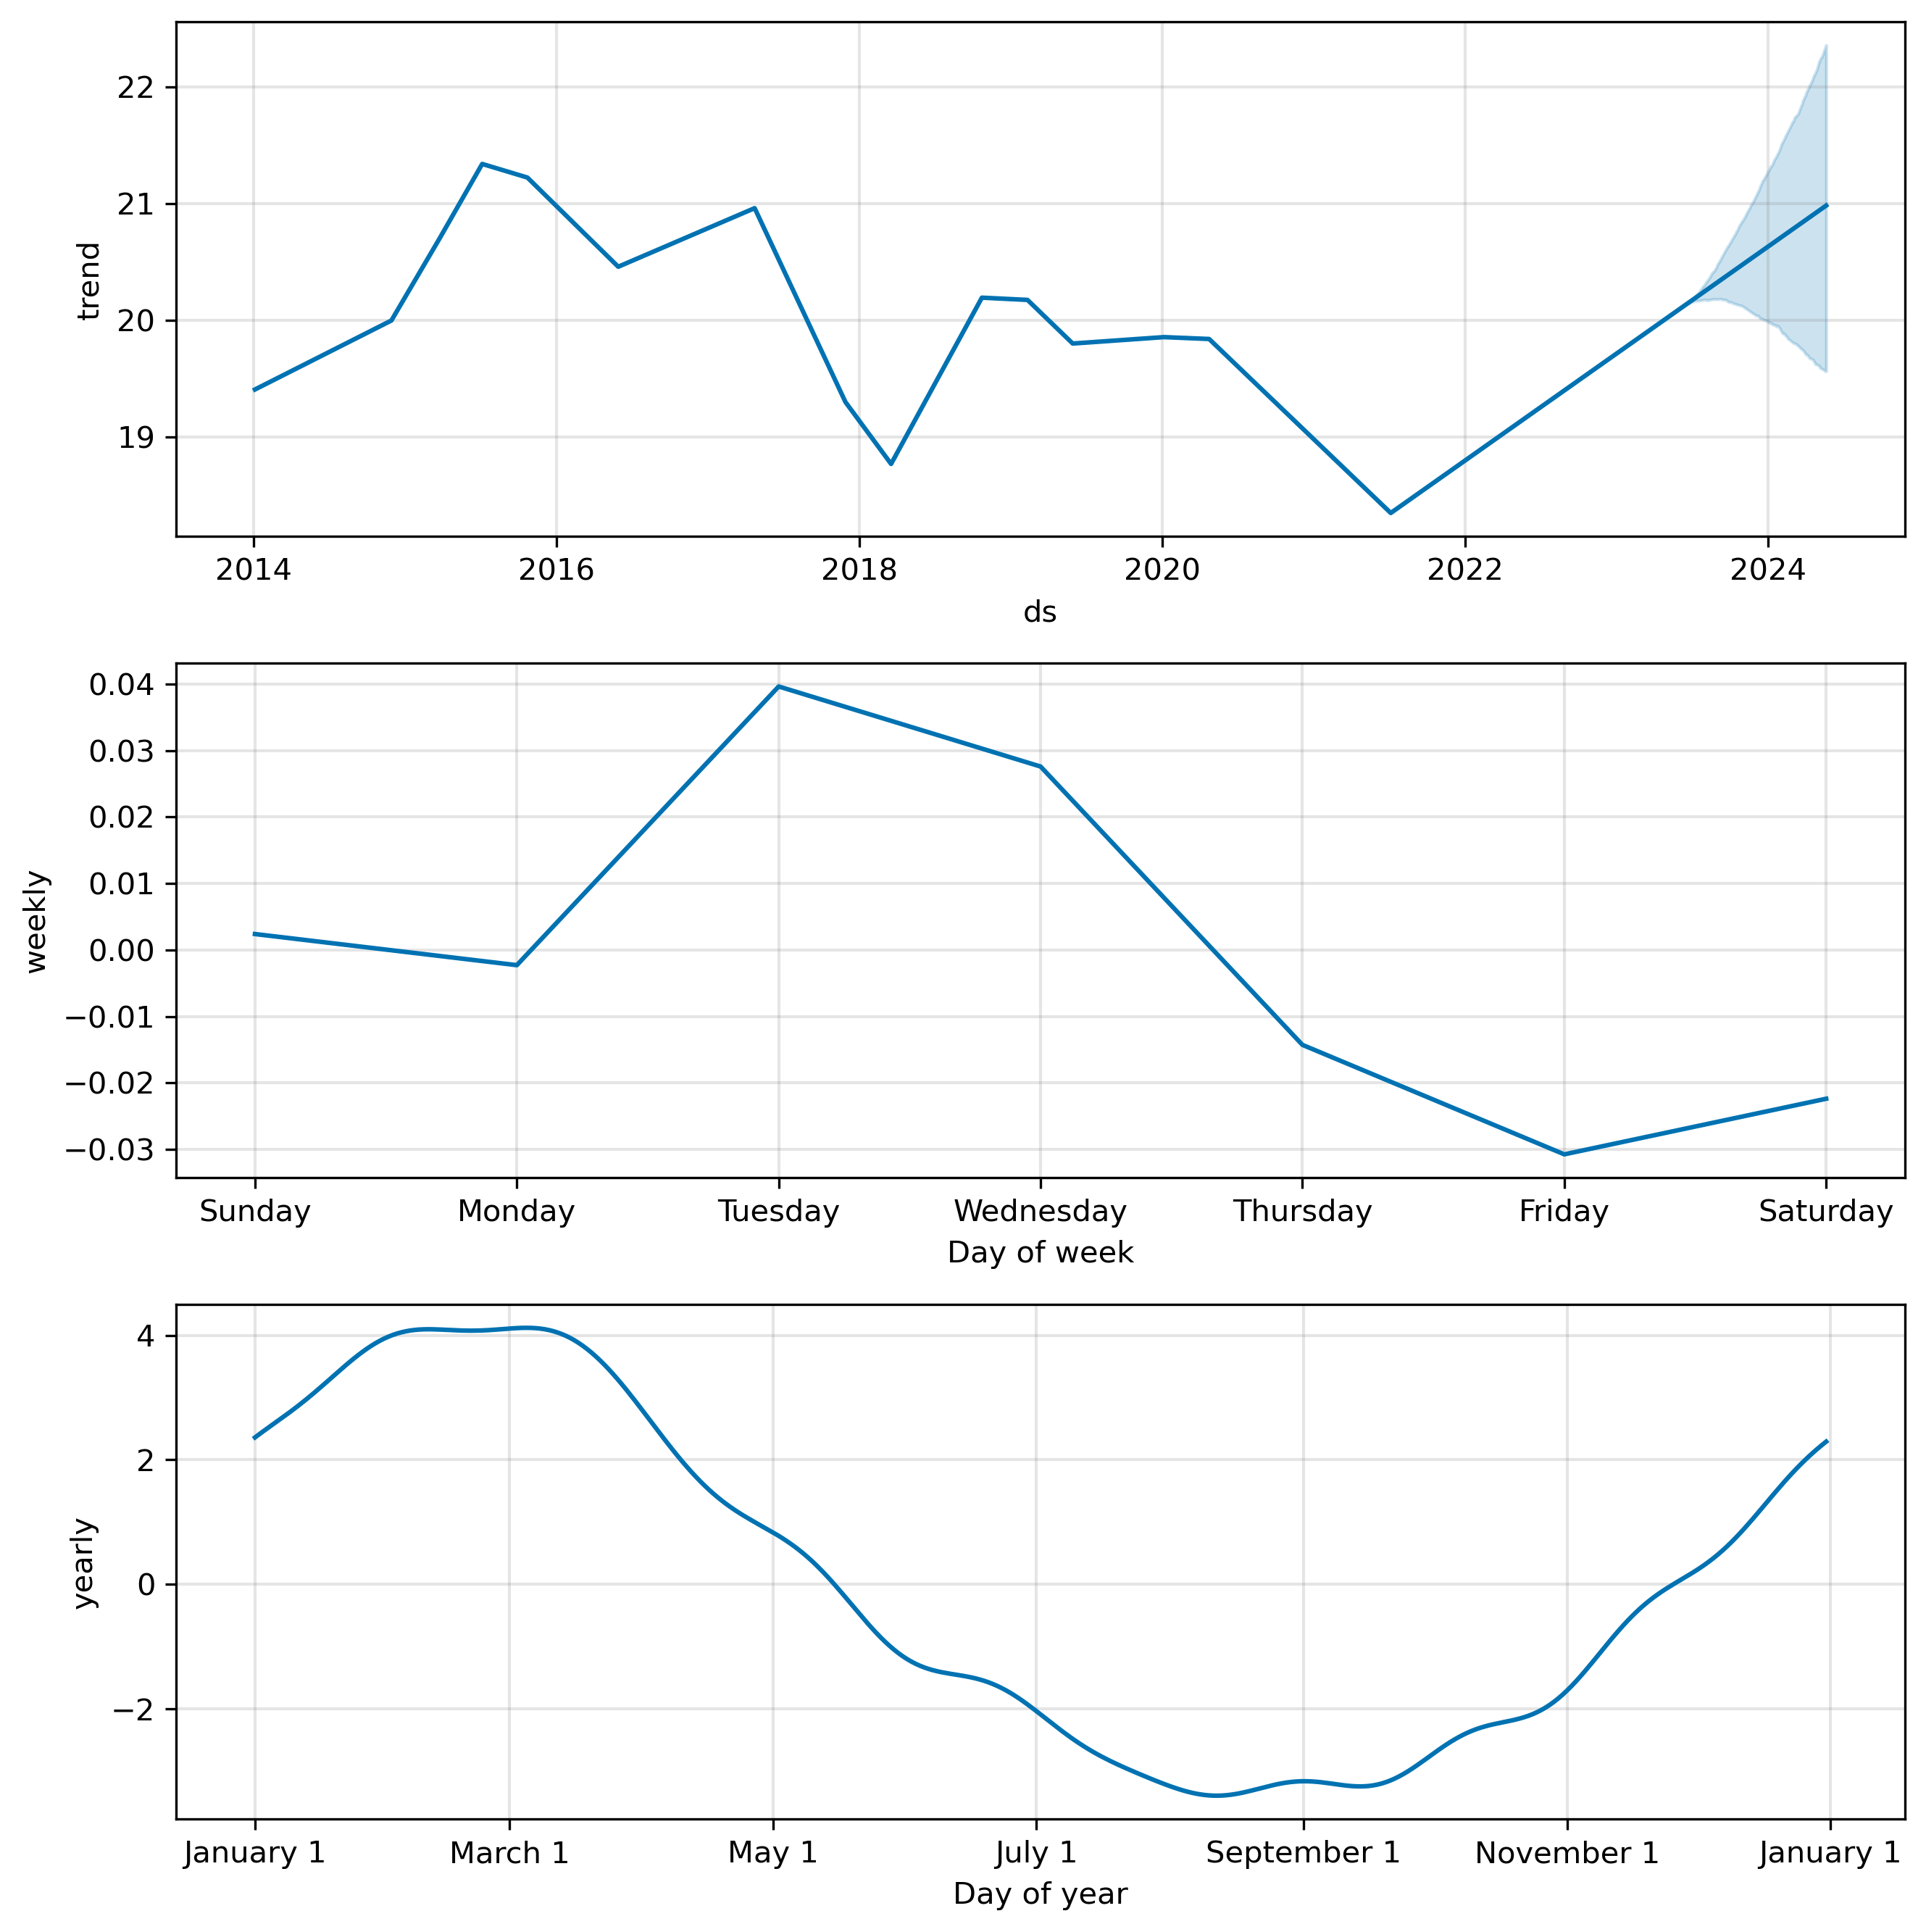 22
21
20
19
trend
2014 2016 2018 2020 2022 2024
ds
0.04
0.03
0.02
0.01
0.00
−0.01
−0.02
−0.03
weekly
Sunday Monday Tuesday Wednesday Thursday Friday Saturday
Day of week
4
2
0
−2
yearly
January 1 March 1 May 1 July 1 September 1 November 1 January 1
Day of year